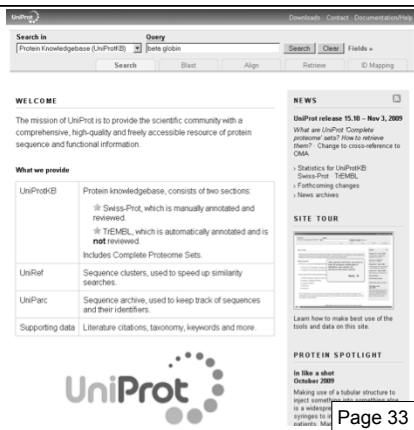 UniProt
Downloads Contact Documentation/Help
Search in
Query
Protein Knowledgebase (UniProtKB)
beta globin
Search Clear Fields »
Search Blast Align Retrieve ID Mapping
WELCOME
The mission of UniProt is to provide the scientific community with a
comprehensive, high-quality and freely accessible resource of protein
sequence and functional information.
What we provide
UniProtKB
Protein knowledgebase, consists of two sections:
Swiss-Prot, which is manually annotated and
reviewed.
TrEMBL, which is automatically annotated and is
not reviewed.
Includes Complete Proteome Sets.
UniRef
Sequence clusters, used to speed up similarity
searches.
UniParc
Sequence archive, used to keep track of sequences
and their identifiers.
Supporting data
Literature citations, taxonomy, keywords and more.
UniProt
NEWS
UniProt release 15.10 – Nov 3, 2009
What are UniProt 'Complete
proteome' sets? How to retrieve
them? · Change to cross-reference to
OMA
› Statistics for UniProtKB:
Swiss-Prot · TrEMBL
› Forthcoming changes
› News archives
SITE TOUR
Learn how to make best use of the
tools and data on this site.
PROTEIN SPOTLIGHT
In like a shot
October 2009
Making use of a tubular structure to
inject something into something else
is a
syringes to
patients.
Page 33